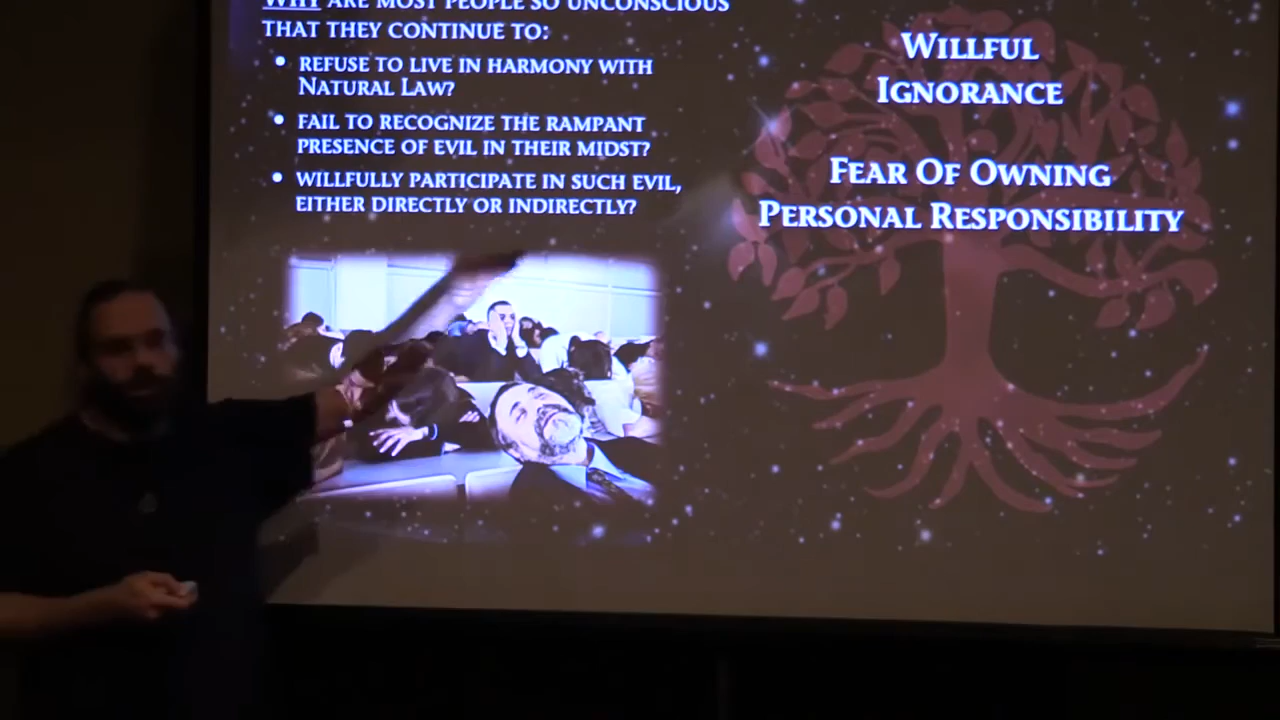 WHY ARE MOST PEOPLE SO UNCONSCIOUS
THAT THEY CONTINUE TO:
• REFUSE TO LIVE IN HARMONY WITH
NATURAL LAW?
• FAIL TO RECOGNIZE THE RAMPANT
PRESENCE OF EVIL IN THEIR MIDST?
• WILLFULLY PARTICIPATE IN SUCH EVIL,
EITHER DIRECTLY OR INDIRECTLY?
WILLFUL
IGNORANCE
FEAR OF OWNING
PERSONAL RESPONSIBILITY